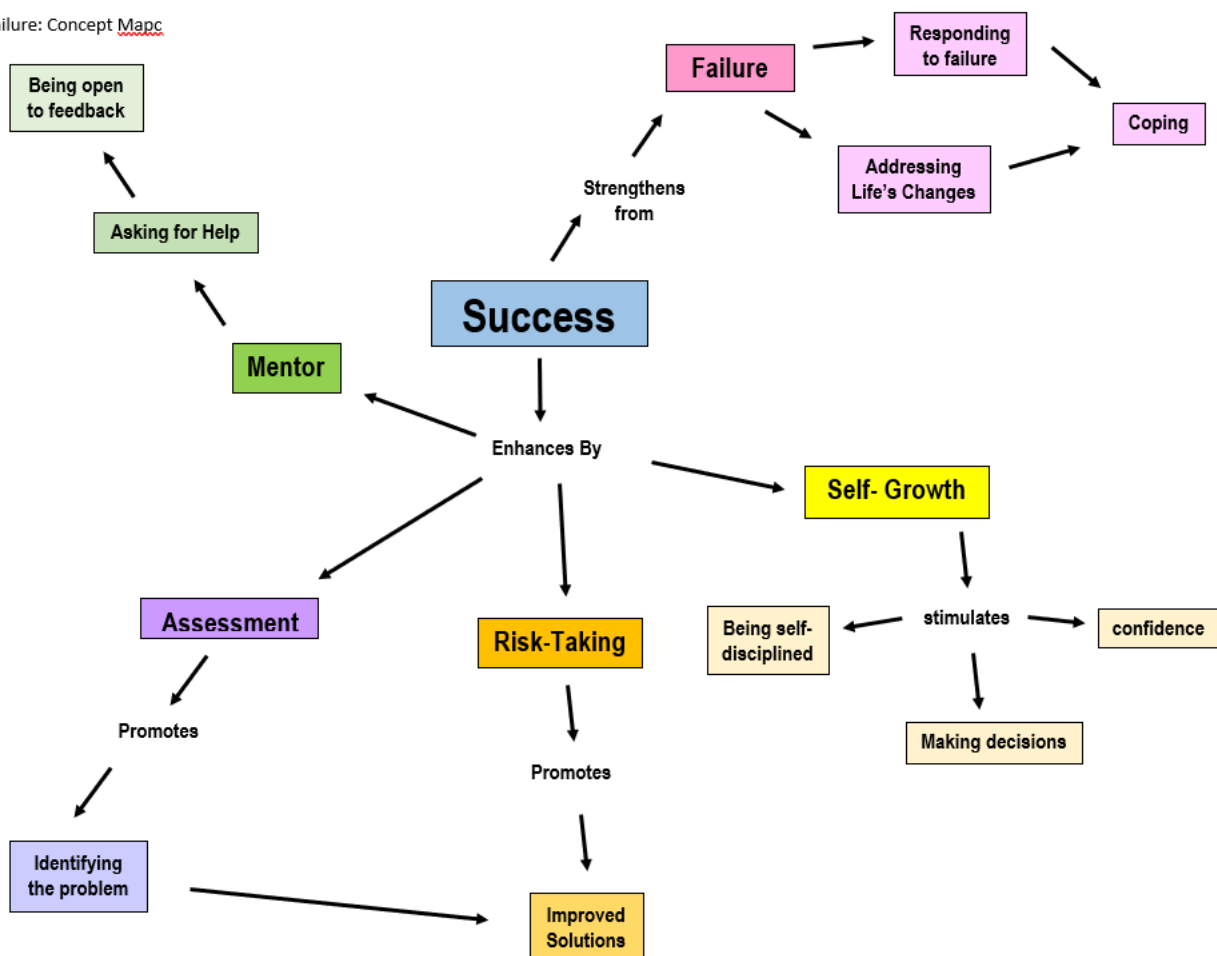 ilure: Concept Mapc
Failure
Responding
to failure
Being open
to feedback
Coping
Addressing
Life's Changes
Strengthens
from
Asking for Help
Success
Mentor
Enhances By
Self- Growth
Assessment
Risk-Taking
Being self-
disciplined
stimulates
confidence
Promotes
Making decisions
Promotes
Identifying
the problem
Improved
Solutions